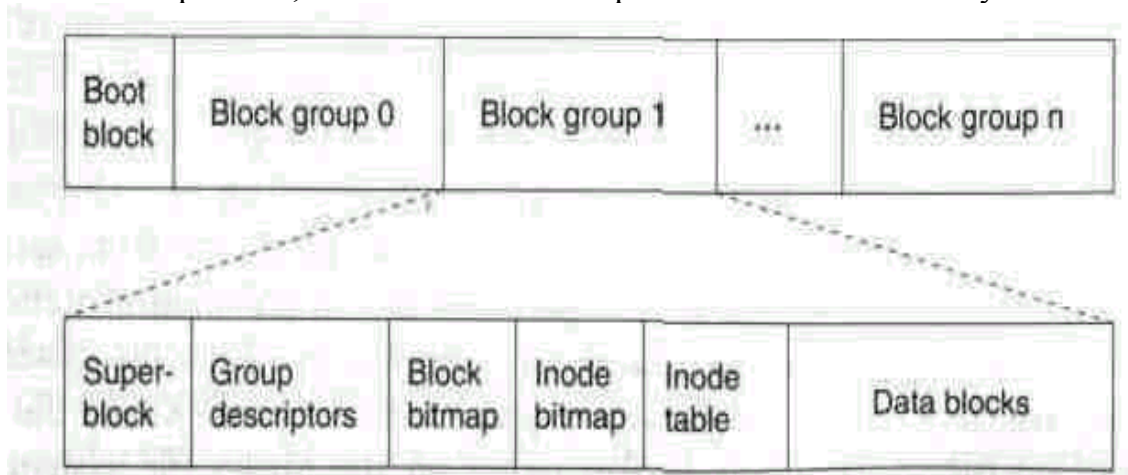 Boot
block
Block group 0
Block group 1
...
Block group n
Super-
block
Group
descriptors
Block
bitmap
Inode
bitmap
Inode
table
Data blocks